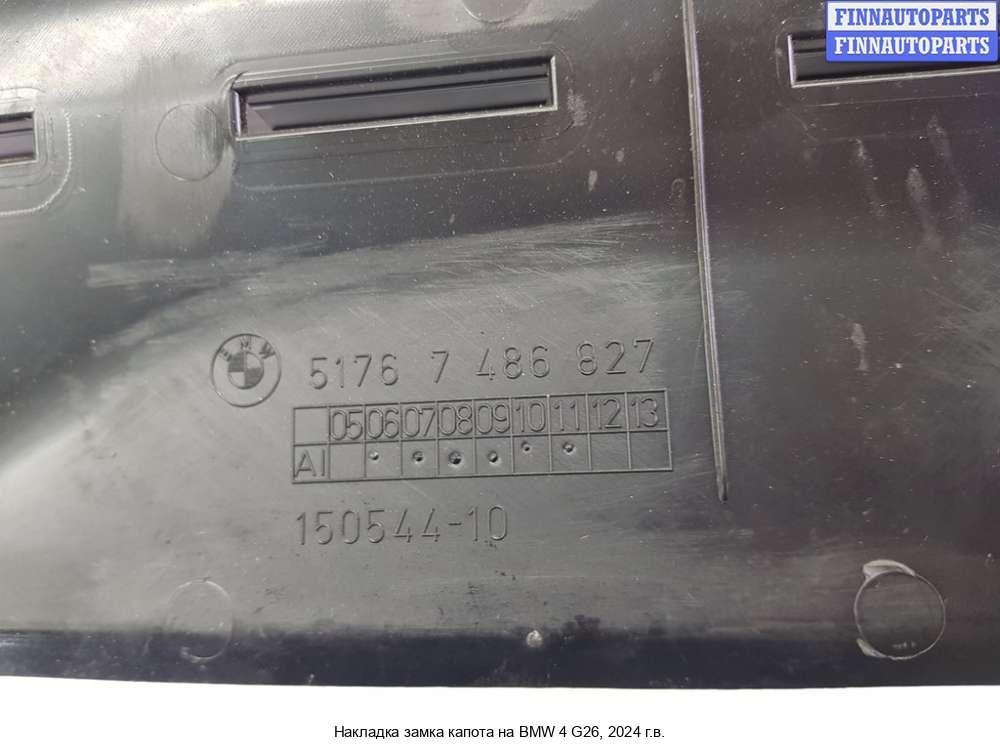 FINNAUTOPARTS
FINNAUTOPARTS
BMW
5176 7 486 827
05 06 07 08 09 10 11 12 13
AI
150544-10
Накладка замка капота на BMW 4 G26, 2024 г.в.